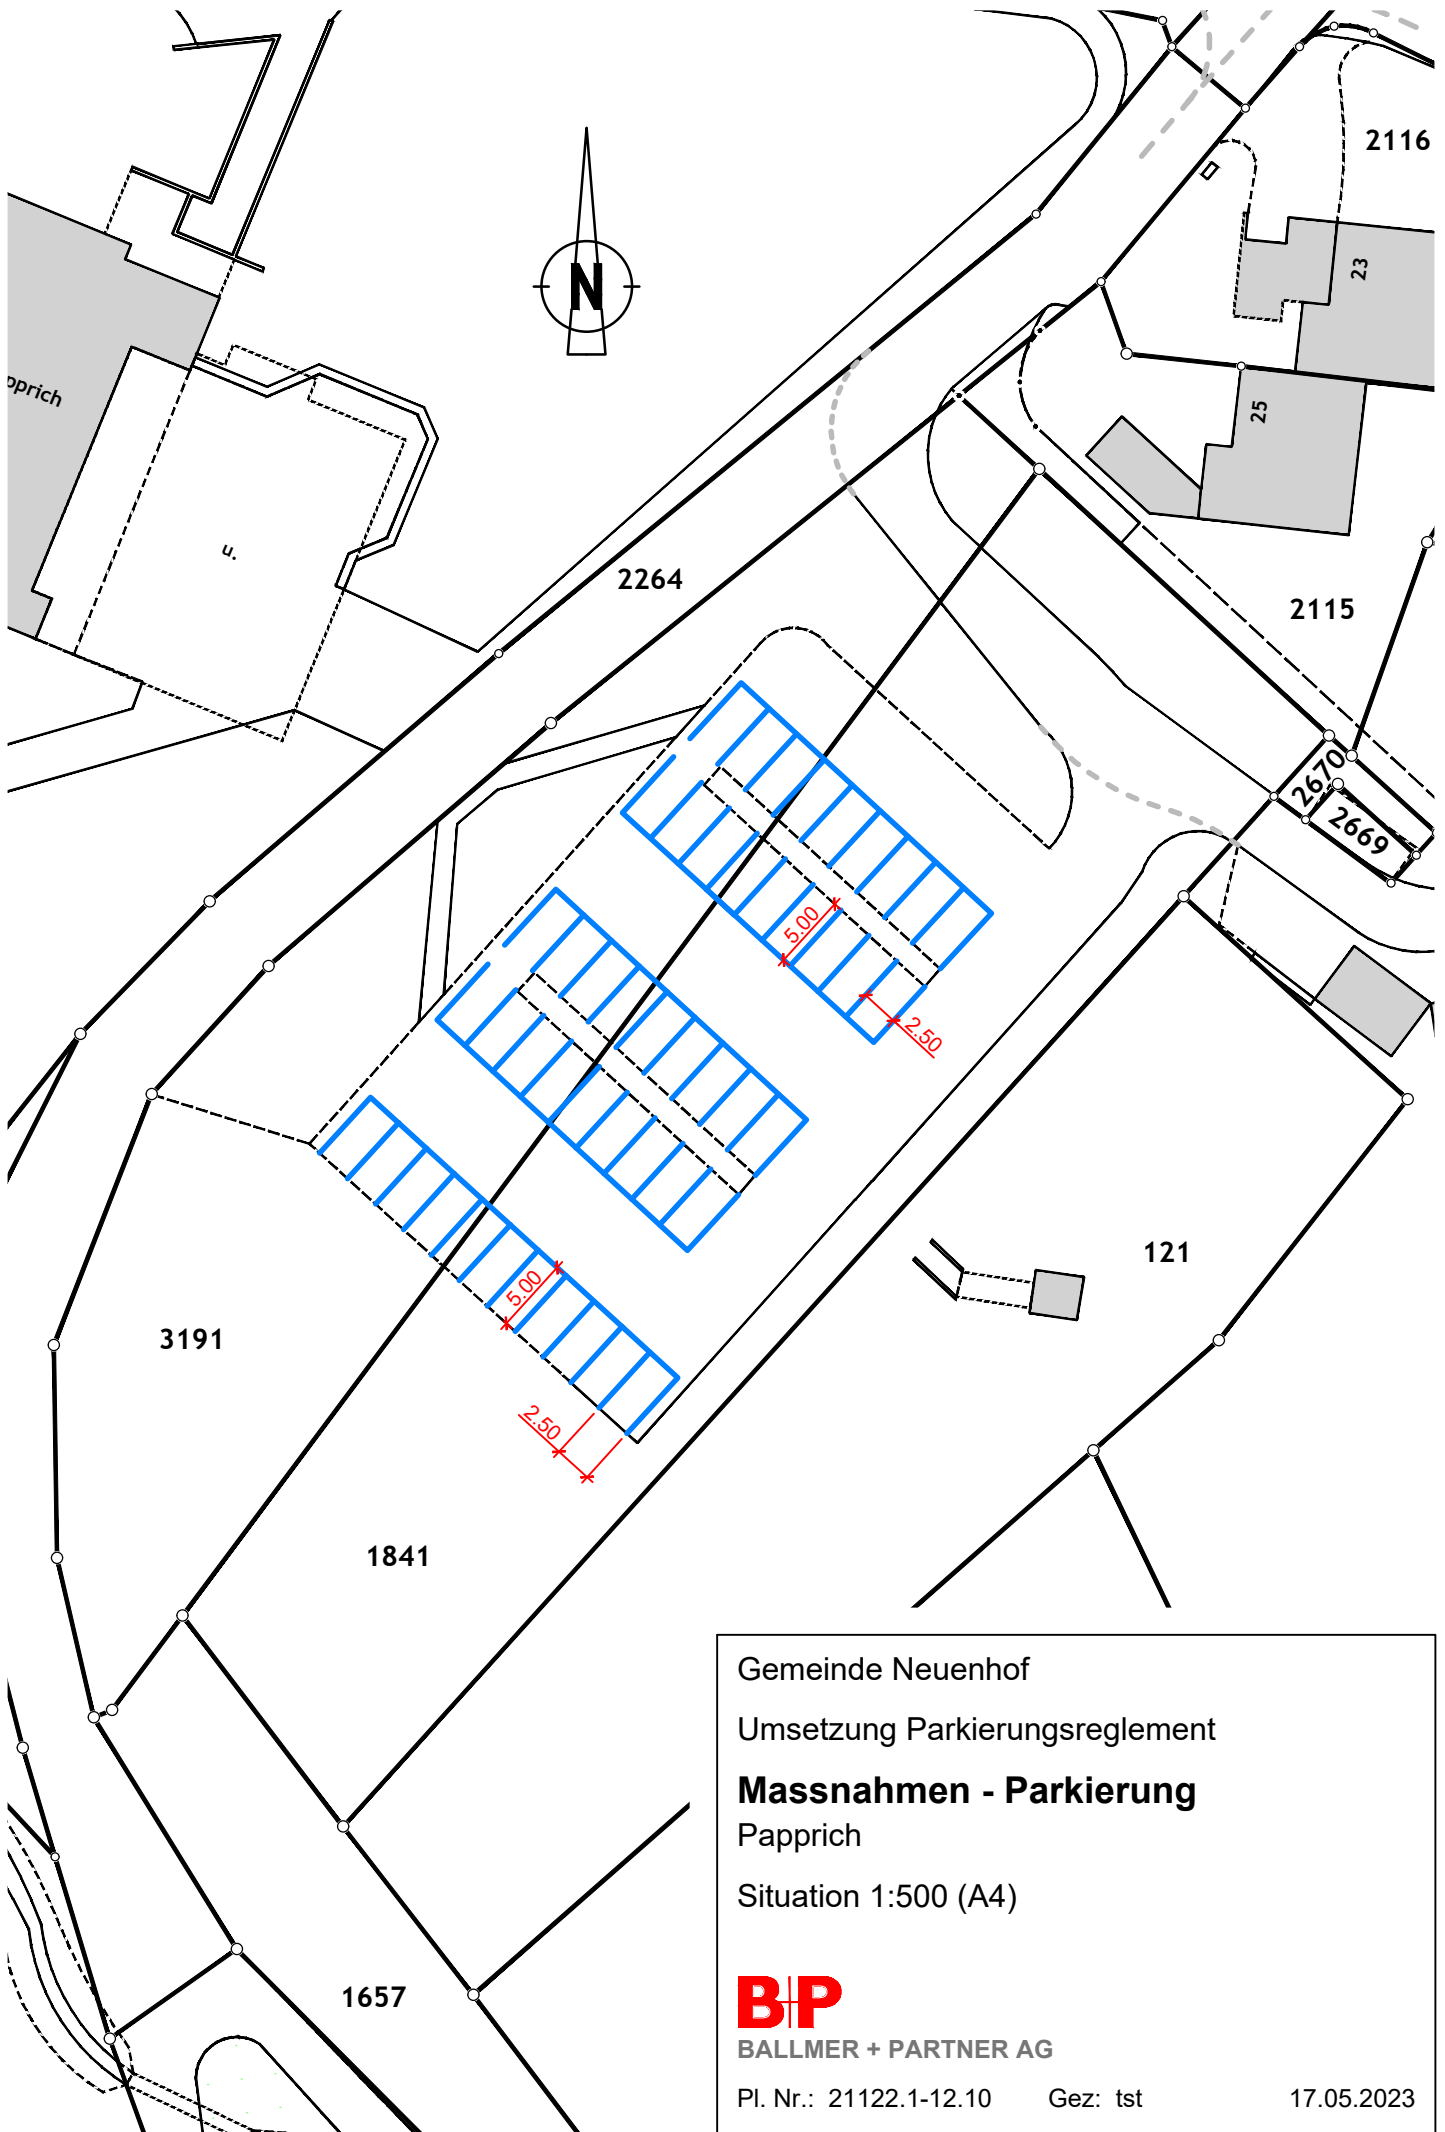 2116
23
N
pprich
25
u.
2264
2115
2670
2669
5.00
2.50
121
5.00
3191
2.50
1841
1657
Gemeinde Neuenhof
Umsetzung Parkierungsreglement
Massnahmen - Parkierung
Papprich
Situation 1:500 (A4)
B+P
BALLMER + PARTNER AG
Pl. Nr.: 21122.1-12.10 Gez: tst 17.05.2023